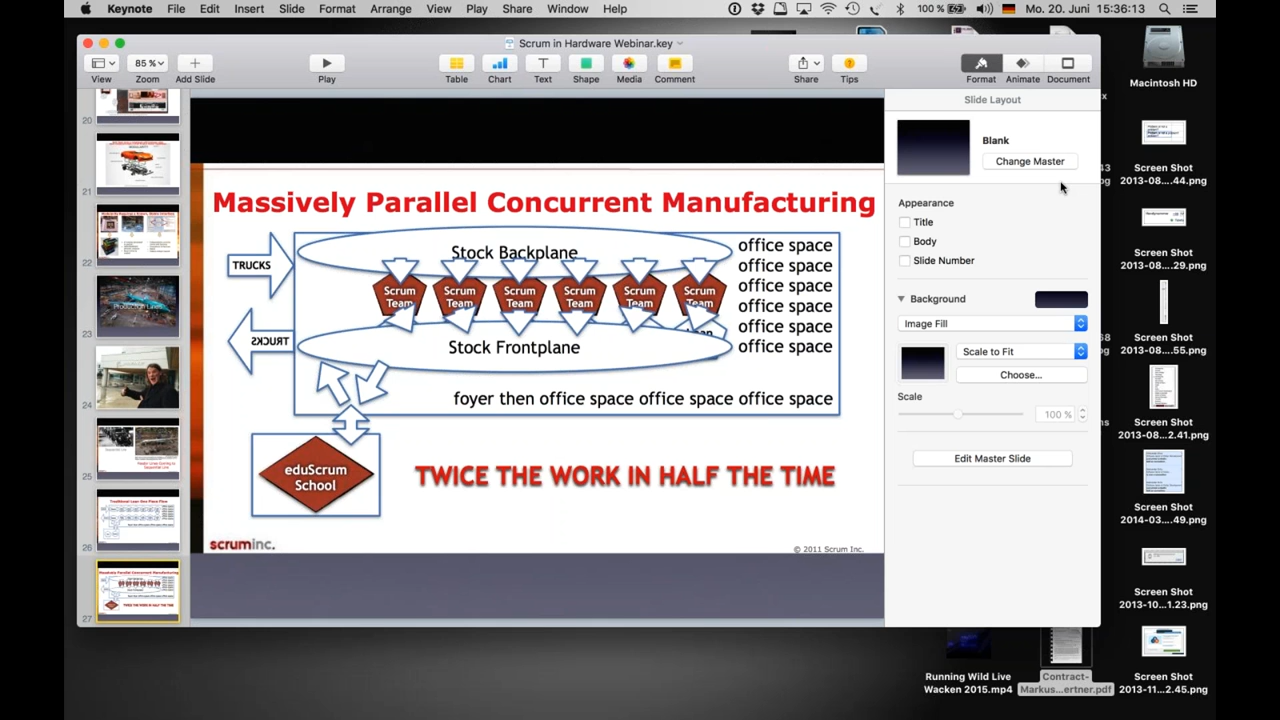 Keynote File Edit Insert Slide Format Arrange View Play Share Window Help 100 % Mo. 20. Juni 15:36:13
Scrum in Hardware Webinar.key
85 %
View Zoom Add Slide Play Table Chart Text Shape Media Comment Share Tips Format Animate Document
Slide Layout
Blank
Change Master
Appearance
Title
Body
Slide Number
Background
Image Fill
Scale to Fit
Choose...
Scale
100 %
Edit Master Slide
20
21
22
23
24
25
26
27
Massively Parallel Concurrent Manufacturing
Stock Backplane
TRUCKS
Scrum Team
Scrum Team
Scrum Team
Scrum Team
Scrum Team
Scrum Team
office space
office space
office space
office space
office space
office space
TRUCKS
Stock Frontplane
foyer then office space office space office space
eduScrum
School
TWICE THE WORK IN HALF THE TIME
scruminc.
© 2011 Scrum Inc.
Macintosh HD
Screen Shot
2013-08....44.png
Screen Shot
2013-08....29.png
Screen Shot
2013-08....55.png
Screen Shot
2013-08...2.41.png
Screen Shot
2014-03....49.png
Screen Shot
2013-10...1.23.png
Screen Shot
2013-11...2.45.png
Running Wild Live
Wacken 2015.mp4
Contract-
Markus...ertner.pdf